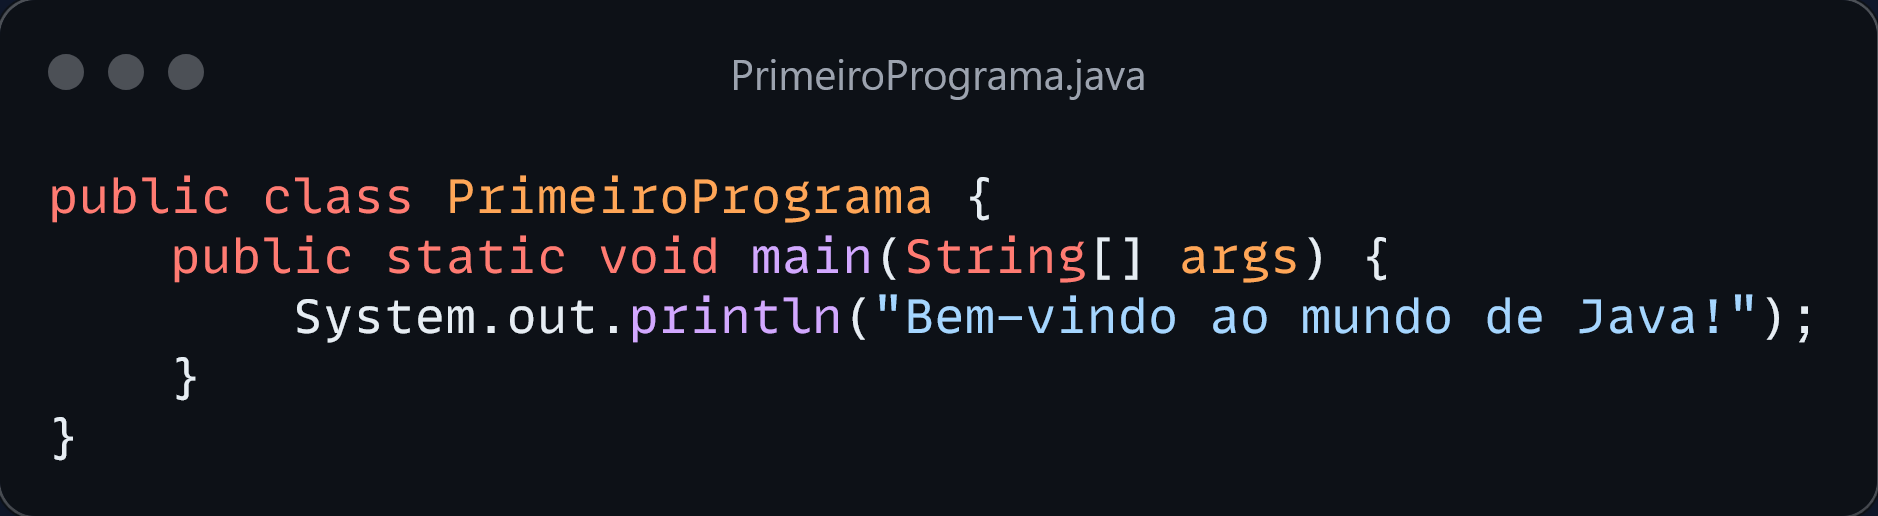 PrimeiroPrograma.java
public class PrimeiroPrograma {
    public static void main(String[] args) {
        System.out.println("Bem-vindo ao mundo de Java!");
    }
}